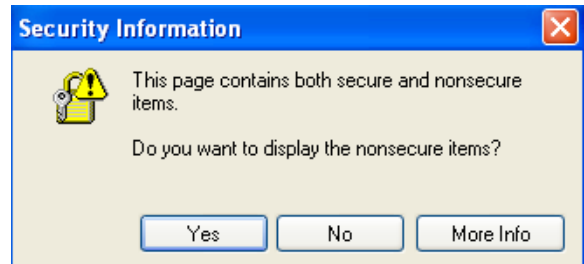 Security Information
This page contains both secure and nonsecure
items.
Do you want to display the nonsecure items?
Yes No More Info